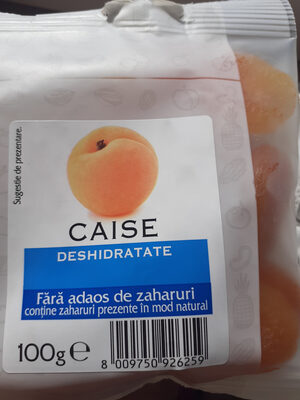 Sugestie de prezentare.
CAISE
DESHIDRATATE
Fără adaos de zaharuri
conține zaharuri prezente în mod natural
100g e
8 009750 926259